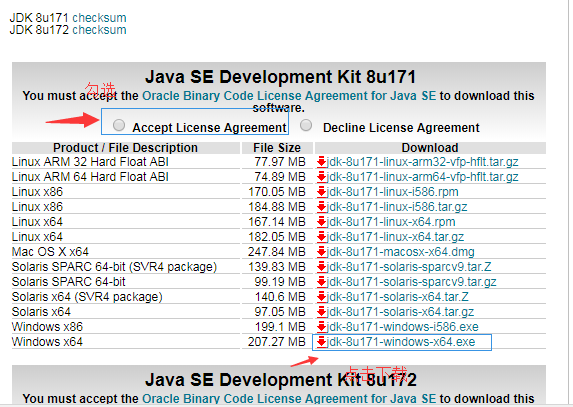 JDK 8u171 checksum
JDK 8u172 checksum
Java SE Development Kit 8u171
勾选
You must accept the Oracle Binary Code License Agreement for Java SE to download this
software.
Accept License Agreement Decline License Agreement
Product / File Description File Size Download
Linux ARM 32 Hard Float ABI 77.97 MB jdk-8u171-linux-arm32-vfp-hflt.tar.gz
Linux ARM 64 Hard Float ABI 74.89 MB jdk-8u171-linux-arm64-vfp-hflt.tar.gz
Linux x86 170.05 MB jdk-8u171-linux-i586.rpm
Linux x86 184.88 MB jdk-8u171-linux-i586.tar.gz
Linux x64 167.14 MB jdk-8u171-linux-x64.rpm
Linux x64 182.05 MB jdk-8u171-linux-x64.tar.gz
Mac OS X x64 247.84 MB jdk-8u171-macosx-x64.dmg
Solaris SPARC 64-bit (SVR4 package) 139.83 MB jdk-8u171-solaris-sparcv9.tar.Z
Solaris SPARC 64-bit 99.19 MB jdk-8u171-solaris-sparcv9.tar.gz
Solaris x64 (SVR4 package) 140.6 MB jdk-8u171-solaris-x64.tar.Z
Solaris x64 97.05 MB jdk-8u171-solaris-x64.tar.gz
Windows x86 199.1 MB jdk-8u171-windows-i586.exe
Windows x64 207.27 MB jdk-8u171-windows-x64.exe
点击下载
Java SE Development Kit 8u172
You must accept the Oracle Binary Code License Agreement for Java SE to download this